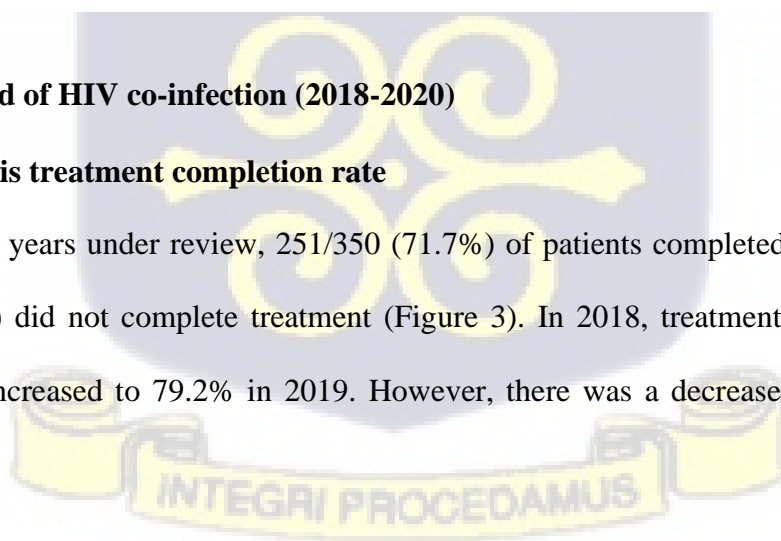 d of HIV co-infection (2018-2020)
is treatment completion rate
years under review, 251/350 (71.7%) of patients completed
) did not complete treatment (Figure 3). In 2018, treatment
ncreased to 79.2% in 2019. However, there was a decrease
INTEGRI PROCEDAMUS